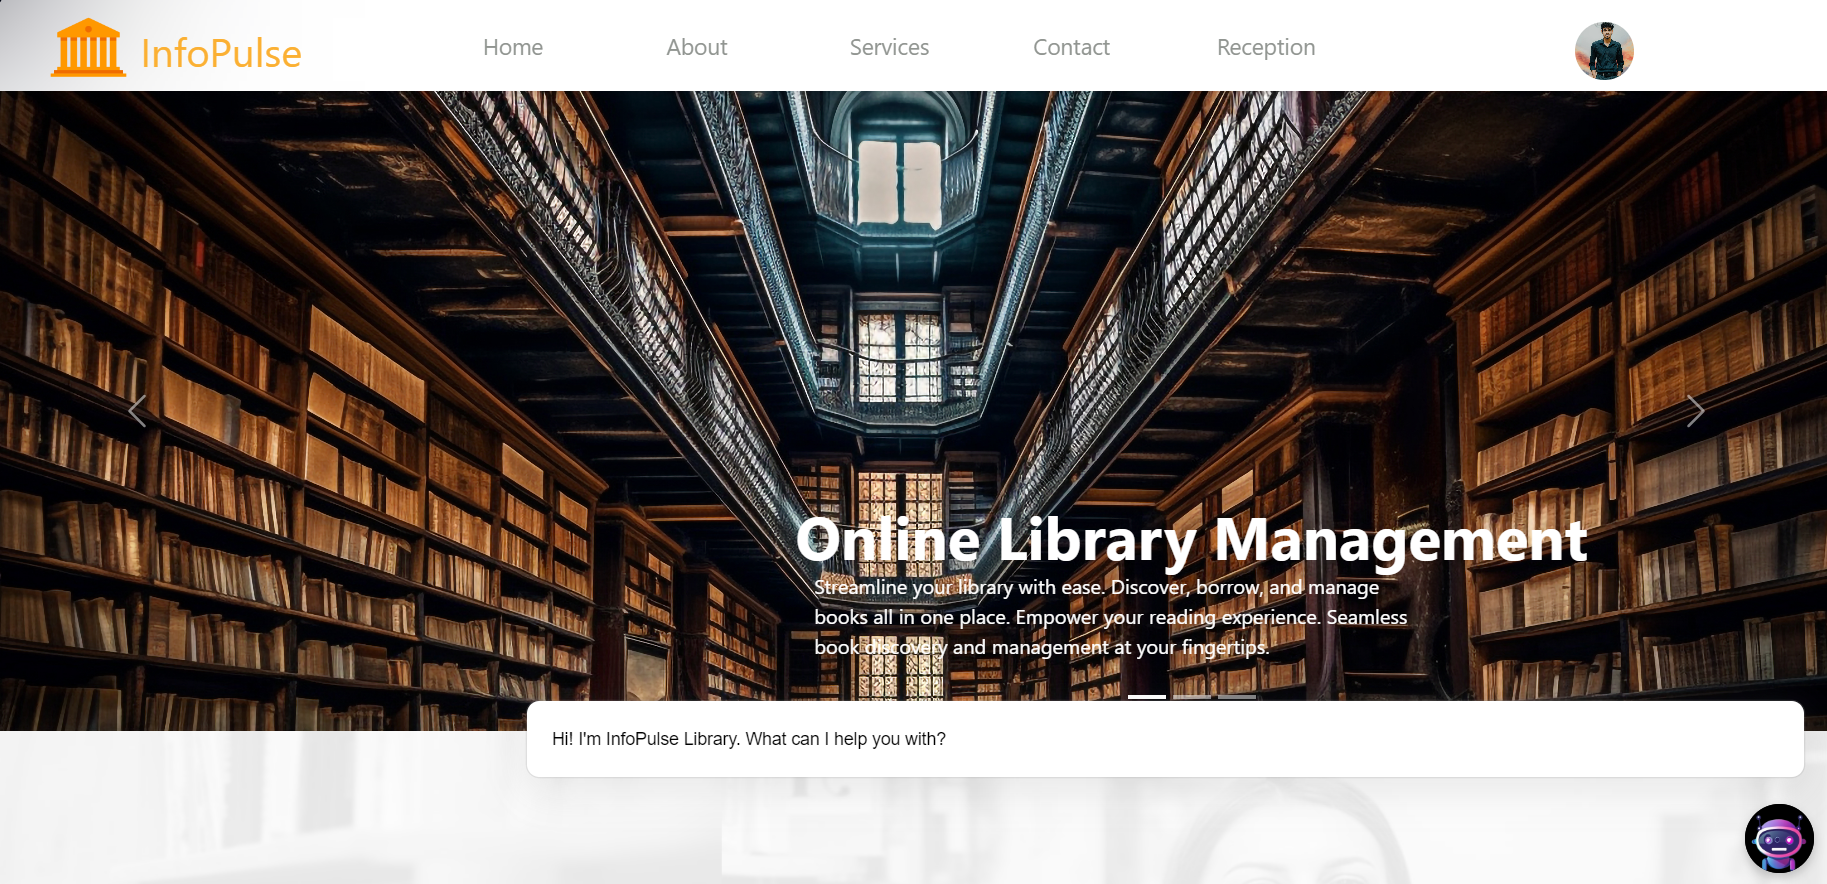 InfoPulse
Home
About
Services
Contact
Reception
Online Library Management
Streamline your library with ease. Discover, borrow, and manage
books all in one place. Empower your reading experience. Seamless
book discovery and management at your fingertips.
Hi! I'm InfoPulse Library. What can I help you with?